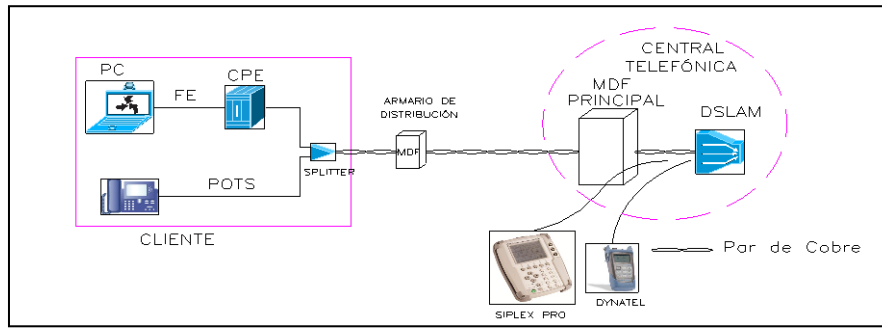 PC
FE
CPE
POTS
SPLITTER
CLIENTE
ARMARIO DE
DISTRIBUCIÓN
MDF
CENTRAL
TELEFÓNICA
MDF
PRINCIPAL
DSLAM
SIPLEX PRO
DYNATEL
Par de Cobre